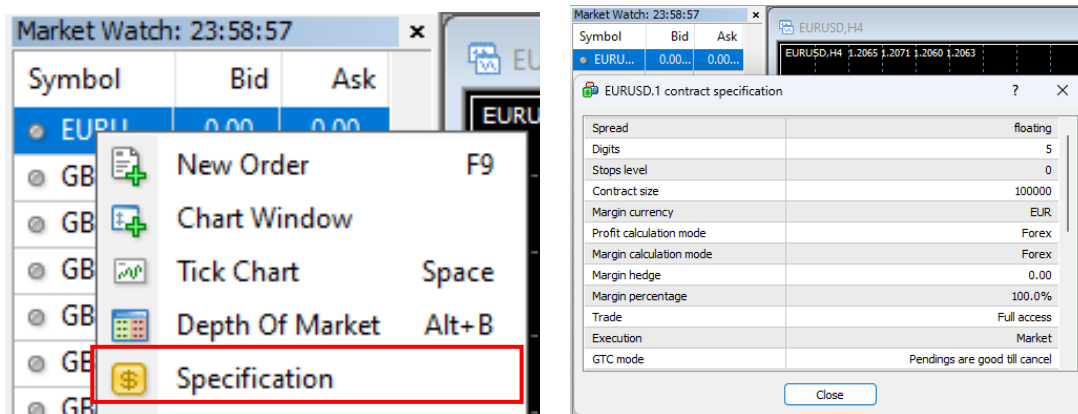 Market Watch: 23:58:57
Symbol Bid Ask
EURU 0.00 0.00
New Order F9
GB
Chart Window
GB
Tick Chart Space
GB
Depth Of Market Alt+B
GB
Specification
GB
GB
EU
EURU
Market Watch: 23:58:57
Symbol Bid Ask
EURU... 0.00... 0.00...
EURUSD,H4
EURUSD,H4 1.2065 1.2071 1.2060 1.2063
EURUSD.1 contract specification
Spread floating
Digits 5
Stops level 0
Contract size 100000
Margin currency EUR
Profit calculation mode Forex
Margin calculation mode Forex
Margin hedge 0.00
Margin percentage 100.0%
Trade Full access
Execution Market
GTC mode Pendings are good till cancel
Close